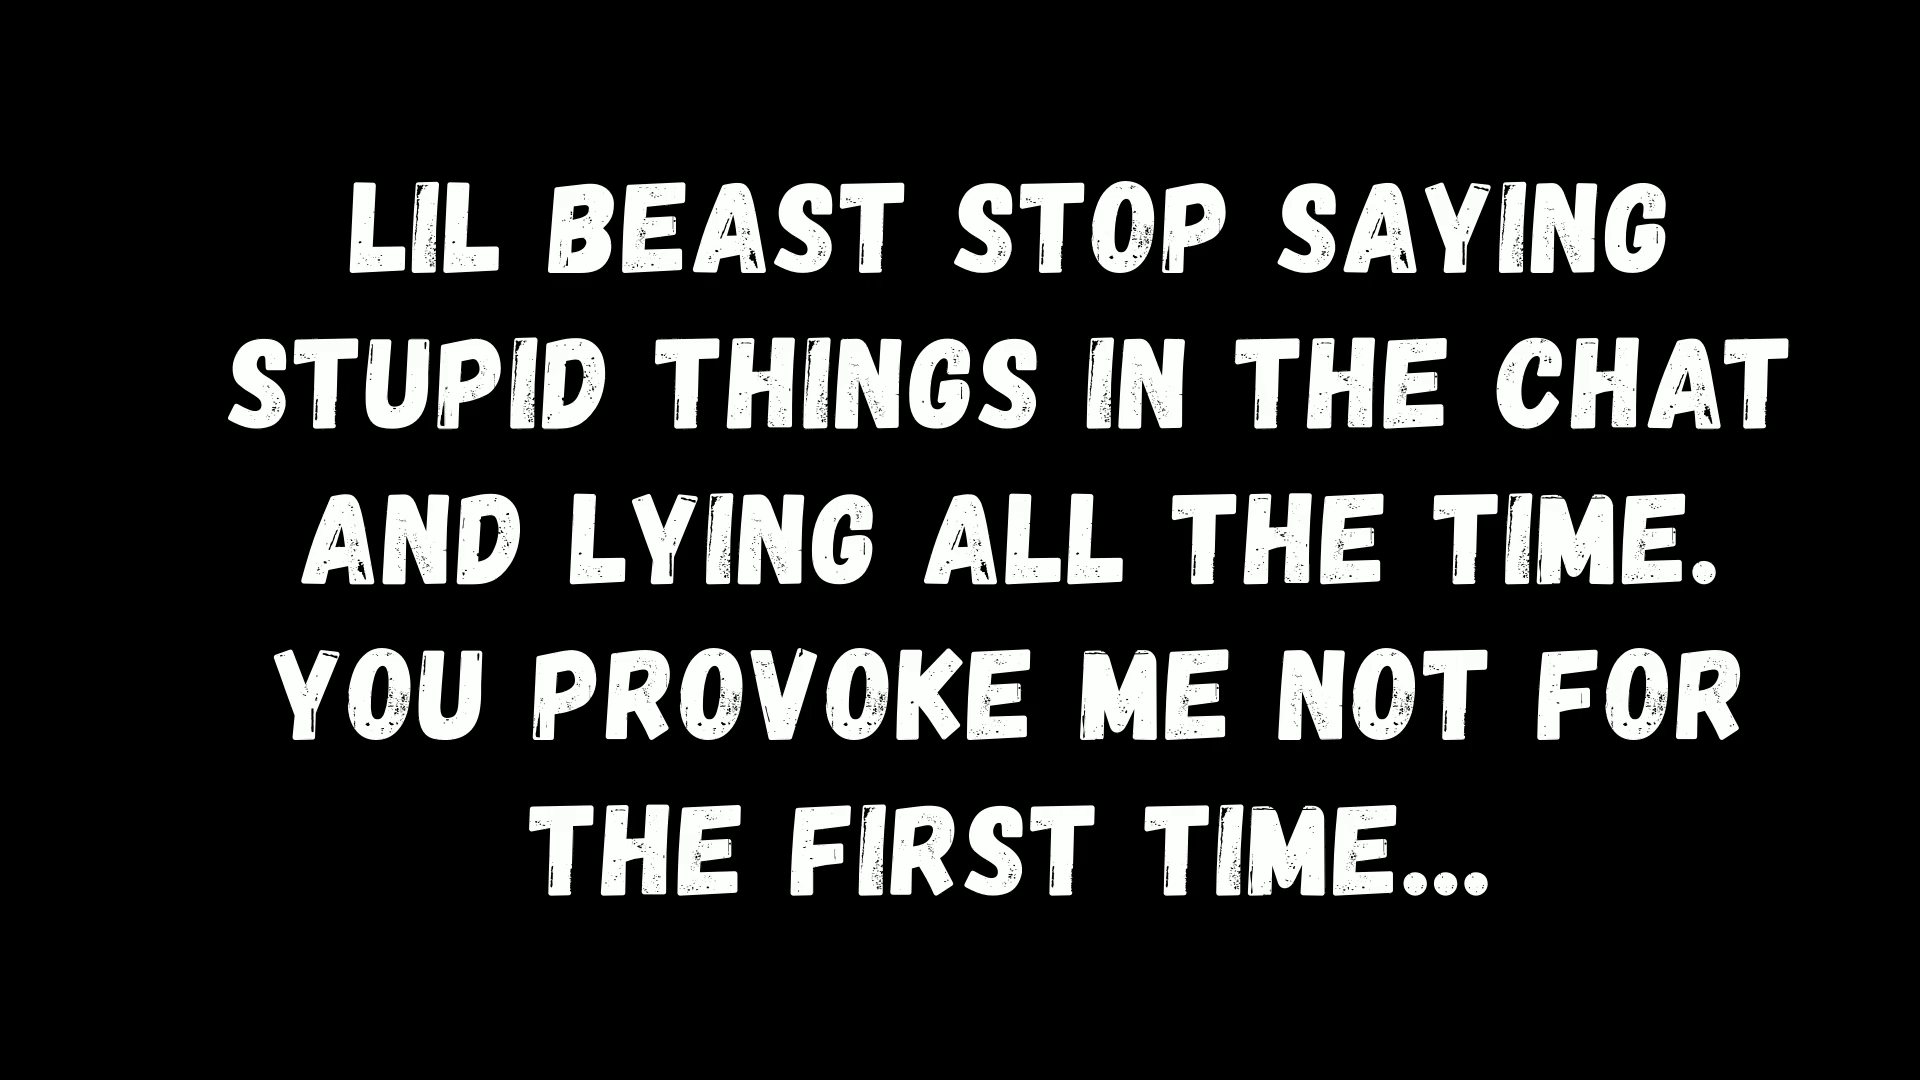 LIL BEAST STOP SAYING
STUPID THINGS IN THE CHAT
AND LYING ALL THE TIME.
YOU PROVOKE ME NOT FOR
THE FIRST TIME...